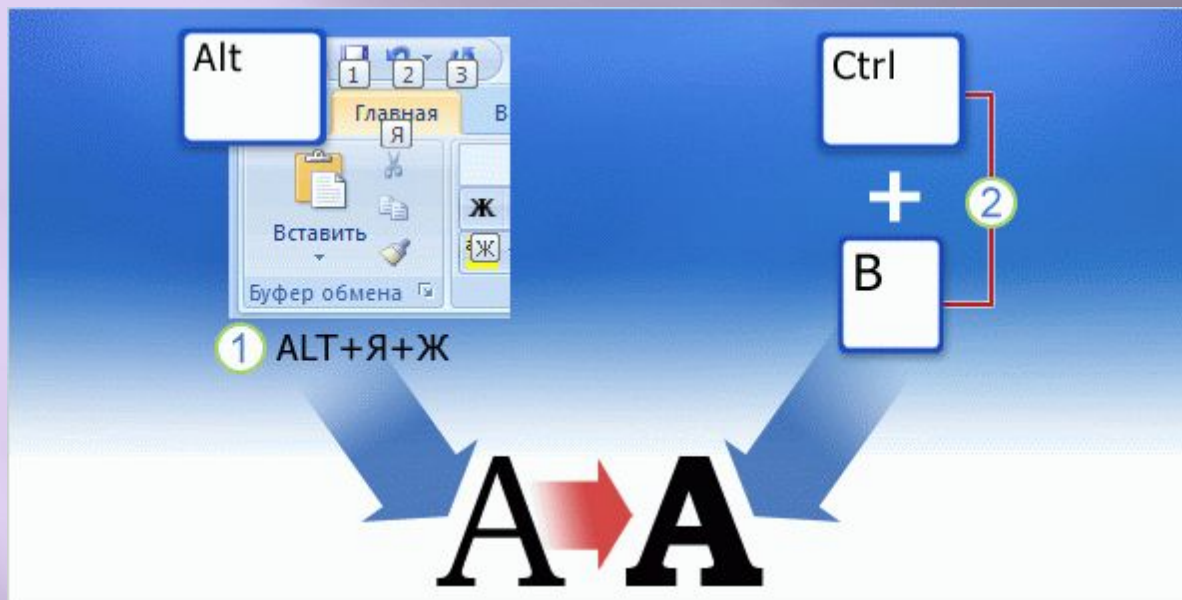 Alt
1 2 3
Главная В
Я
Вставить
Ж
Ж
Буфер обмена
1 ALT+Я+Ж
Ctrl
+
2
B
A A